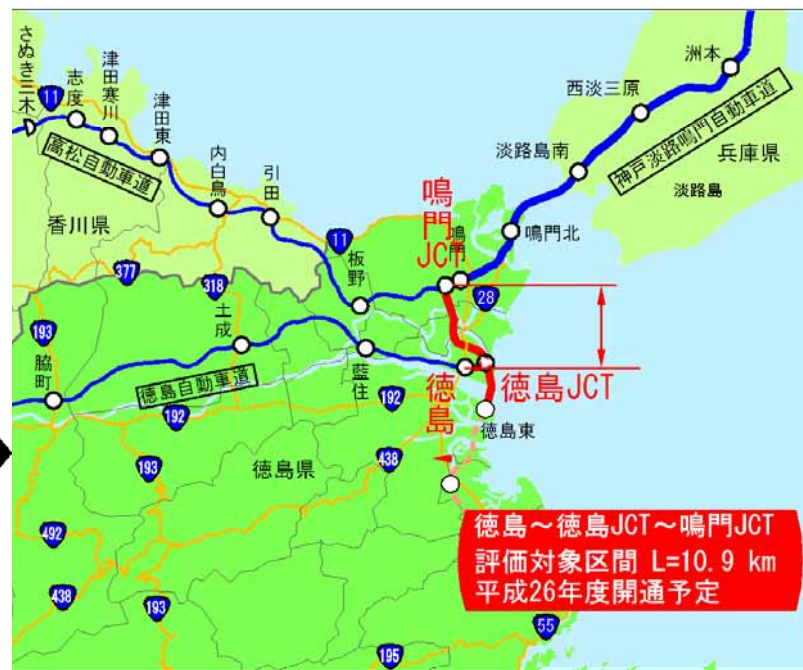 さぬき三木
志度
津田寒川
津田東
内白鳥
引田
板野
鳴門JCT
鳴門
鳴門北
淡路島南
西淡三原
洲本
高松自動車道
神戸淡路鳴門自動車道
兵庫県
淡路島
香川県
11
11
377
318
28
193
土成
脇町
藍住
徳島自動車道
徳島
徳島JCT
徳島東
192
192
193
438
徳島県
492
438
193
195
55
徳島～徳島JCT～鳴門JCT
評価対象区間 L=10.9 km
平成26年度開通予定